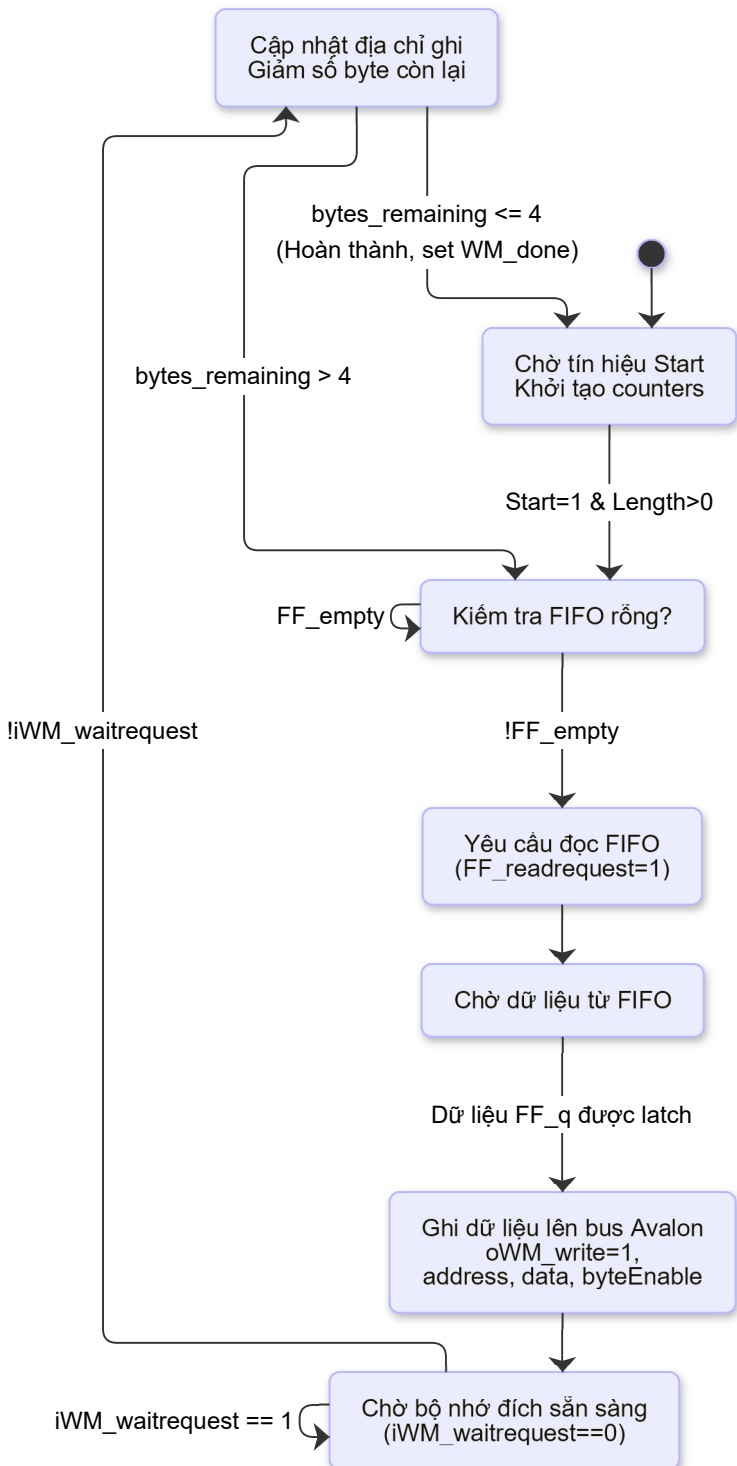 Cập nhật địa chỉ ghi
Giảm số byte còn lại
bytes_remaining <= 4
(Hoàn thành, set WM_done)
bytes_remaining > 4
Chờ tín hiệu Start
Khởi tạo counters
Start=1 & Length>0
FF_empty
Kiểm tra FIFO rỗng?
!iWM_waitrequest
!FF_empty
Yêu cầu đọc FIFO
(FF_readrequest=1)
Chờ dữ liệu từ FIFO
Dữ liệu FF_q được latch
Ghi dữ liệu lên bus Avalon
oWM_write=1,
address, data, byteEnable
Chờ bộ nhớ đích sẵn sàng
(iWM_waitrequest==0)
iWM_waitrequest == 1